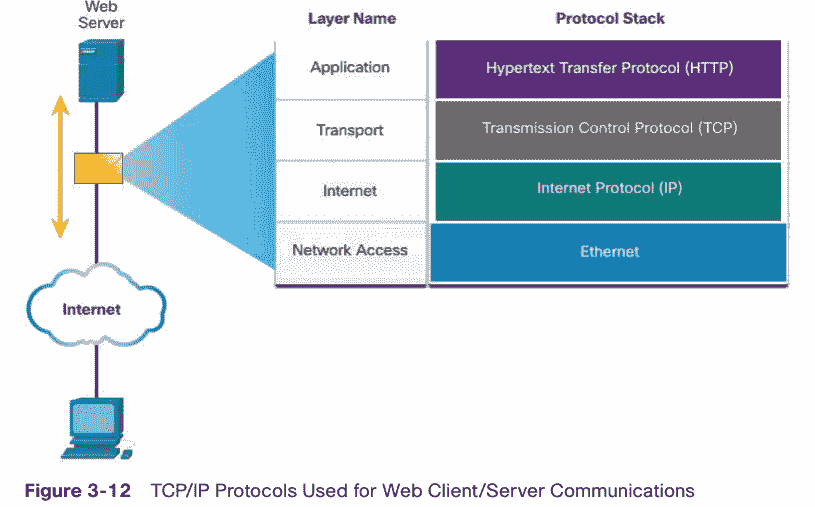 Web
Server
Layer Name
Protocol Stack
Application
Hypertext Transfer Protocol (HTTP)
Transport
Transmission Control Protocol (TCP)
Internet
Internet Protocol (IP)
Network Access
Ethernet
Internet
Figure 3-12 TCP/IP Protocols Used for Web Client/Server Communications